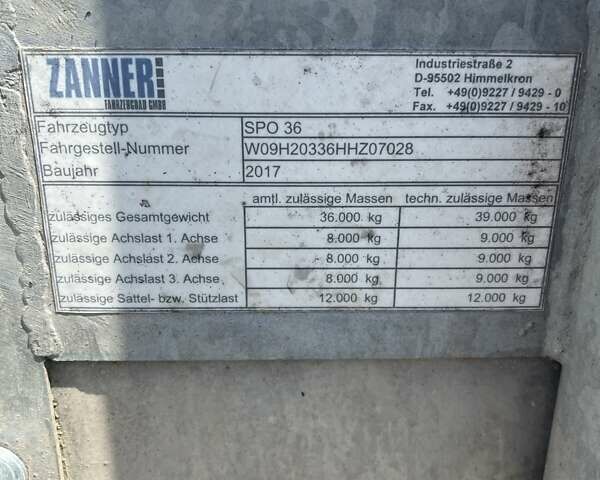 ZANNER
FAHRZEUGBAU GMBH
Industriestraße 2
D-95502 Himmelkron
Tel. +49(0)9227 / 9429 - 0
Fax. +49(0)9227 / 9429 - 10
Fahrzeugtyp SPO 36
Fahrgestell-Nummer W09H20336HHZ07028
Baujahr 2017
amtl. zulässige Massen techn. zulässige Massen
zulässiges Gesamtgewicht 36.000 kg 39.000 kg
zulässige Achslast 1. Achse 8.000 kg 9.000 kg
zulässige Achslast 2. Achse 8.000 kg 9.000 kg
zulässige Achslast 3. Achse 8.000 kg 9.000 kg
zulässige Sattel- bzw. Stützlast 12.000 kg 12.000 kg